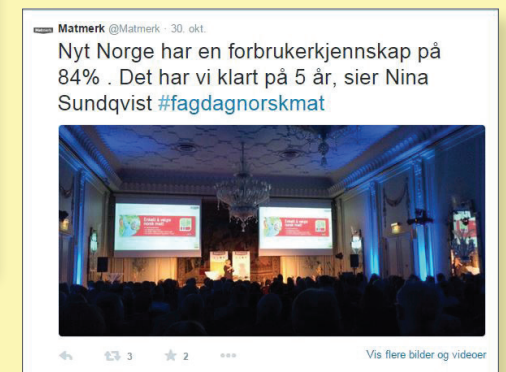 Matmerk @Matmerk · 30. okt.
Nyt Norge har en forbrukerkjennskap på
84% . Det har vi klart på 5 år, sier Nina
Sundqvist #fagdagnorskmat
3
2
Vis flere bilder og videoer